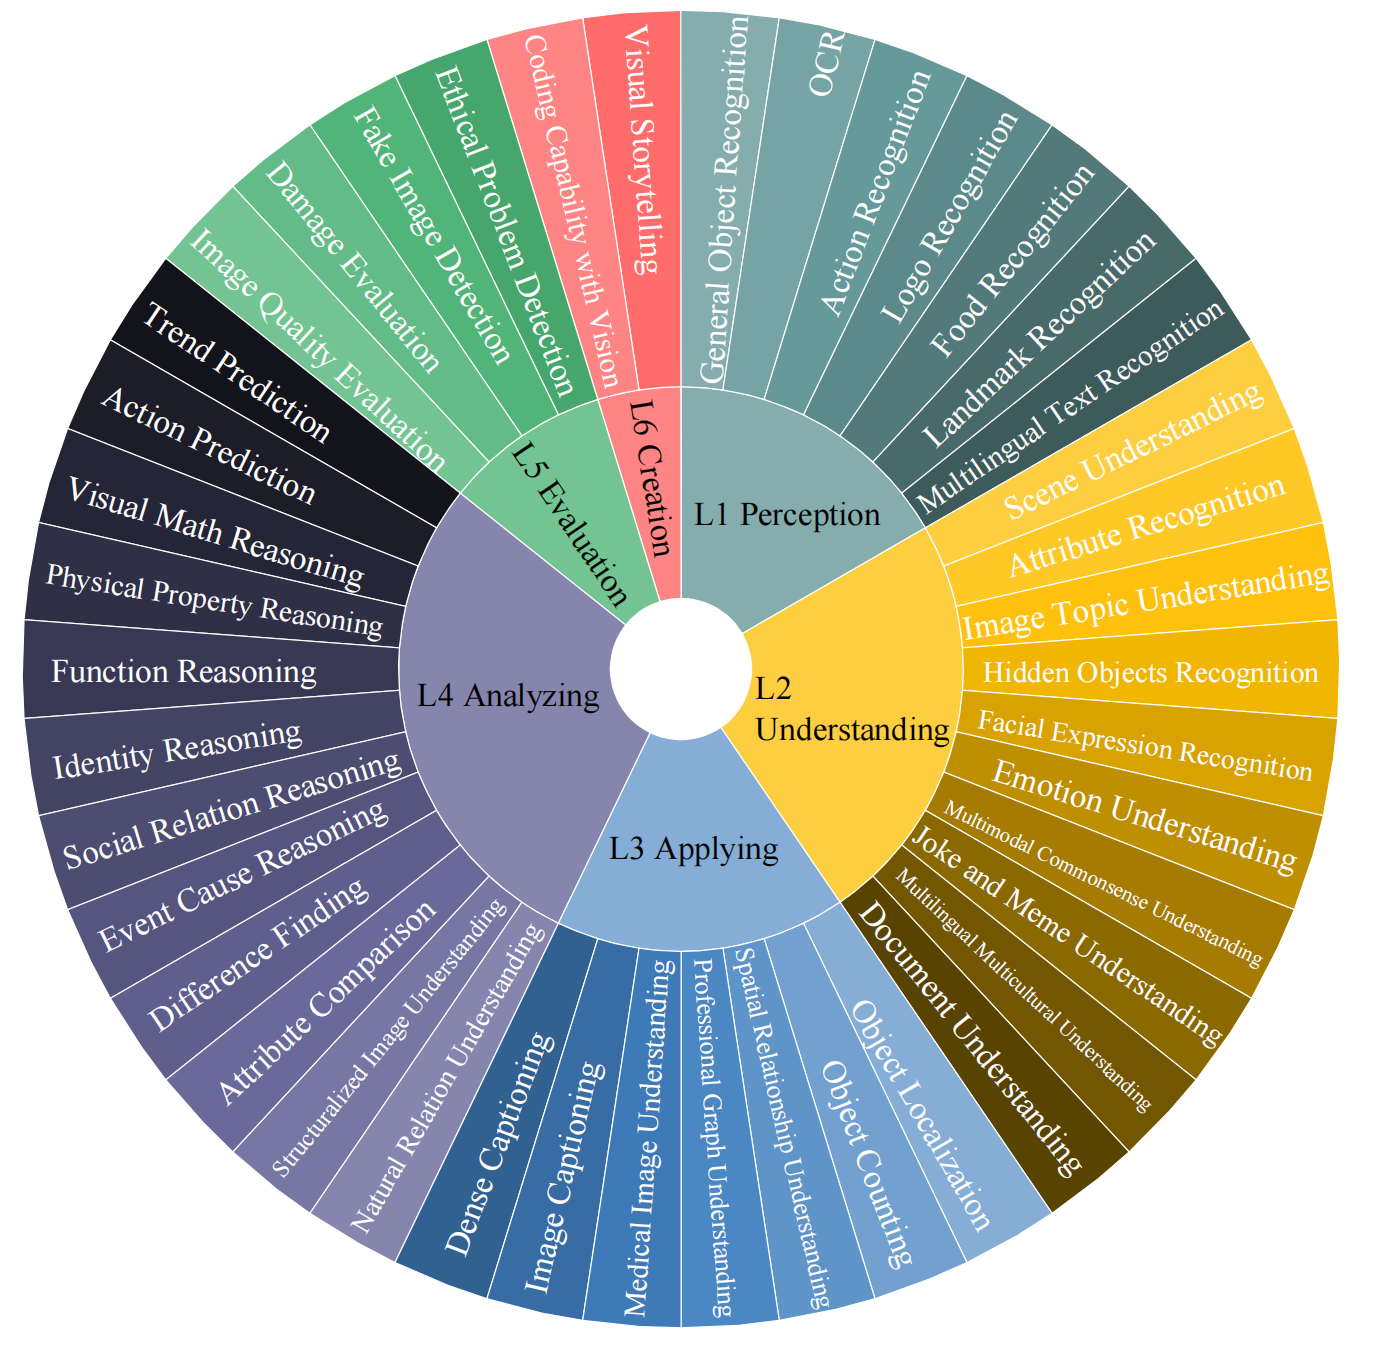 L1 Perception
General Object Recognition
OCR
Action Recognition
Logo Recognition
Food Recognition
Landmark Recognition
Multilingual Text Recognition
L2
Understanding
Scene Understanding
Attribute Recognition
Image Topic Understanding
Hidden Objects Recognition
Facial Expression Recognition
Emotion Understanding
Multimodal Commonsense Understanding
Joke and Meme Understanding
Multilingual Multicultural Understanding
Document Understanding
L3 Applying
Object Localization
Object Counting
Spatial Relationship Understanding
Professional Graph Understanding
Medical Image Understanding
Image Captioning
Dense Captioning
L4 Analyzing
Natural Relation Understanding
Structuralized Image Understanding
Attribute Comparison
Difference Finding
Event Cause Reasoning
Social Relation Reasoning
Identity Reasoning
Function Reasoning
Physical Property Reasoning
Visual Math Reasoning
Action Prediction
Trend Prediction
L5 Evaluation
Image Quality Evaluation
Damage Evaluation
Fake Image Detection
Ethical Problem Detection
L6 Creation
Coding Capability with Vision
Visual Storytelling